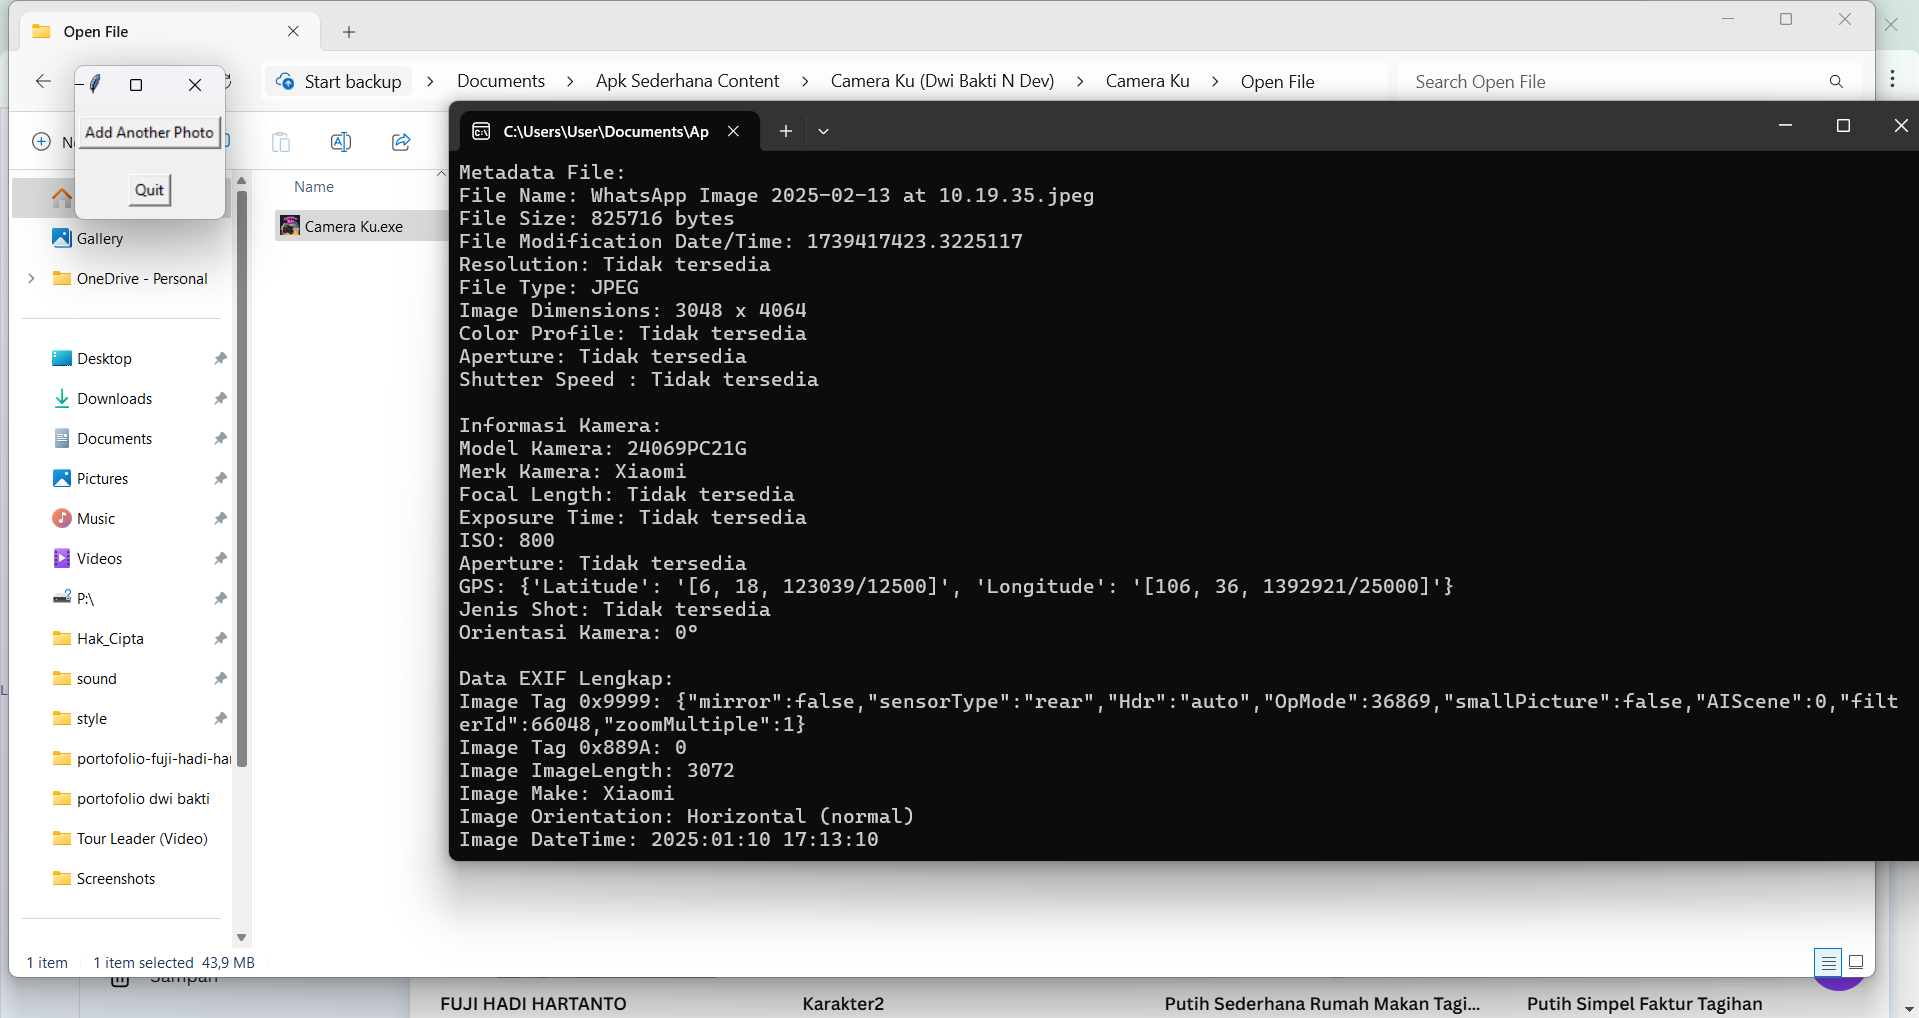 Open File
Start backup
Documents
Apk Sederhana Content
Camera Ku (Dwi Bakti N Dev)
Camera Ku
Open File
Search Open File
Add Another Photo
Quit
Name
Camera Ku.exe
Gallery
OneDrive - Personal
Desktop
Downloads
Documents
Pictures
Music
Videos
P:\
Hak_Cipta
sound
style
portofolio-fuji-hadi-har
portofolio dwi bakti
Tour Leader (Video)
Screenshots
1 item
1 item selected 43,9 MB
C:\Users\User\Documents\Ap
Metadata File:
File Name: WhatsApp Image 2025-02-13 at 10.19.35.jpeg
File Size: 825716 bytes
File Modification Date/Time: 1739417423.3225117
Resolution: Tidak tersedia
File Type: JPEG
Image Dimensions: 3048 x 4064
Color Profile: Tidak tersedia
Aperture: Tidak tersedia
Shutter Speed : Tidak tersedia
Informasi Kamera:
Model Kamera: 24069PC21G
Merk Kamera: Xiaomi
Focal Length: Tidak tersedia
Exposure Time: Tidak tersedia
ISO: 800
Aperture: Tidak tersedia
GPS: {'Latitude': '[6, 18, 123039/12500]', 'Longitude': '[106, 36, 1392921/25000]'}
Jenis Shot: Tidak tersedia
Orientasi Kamera: 0°
Data EXIF Lengkap:
Image Tag 0x9999: {"mirror":false,"sensorType":"rear","Hdr":"auto","OpMode":36869,"smallPicture":false,"AIScene":0,"filt
erId":66048,"zoomMultiple":1}
Image Tag 0x889A: 0
Image ImageLength: 3072
Image Make: Xiaomi
Image Orientation: Horizontal (normal)
Image DateTime: 2025:01:10 17:13:10
FUJI HADI HARTANTO
Karakter2
Putih Sederhana Rumah Makan Tagi...
Putih Simpel Faktur Tagihan